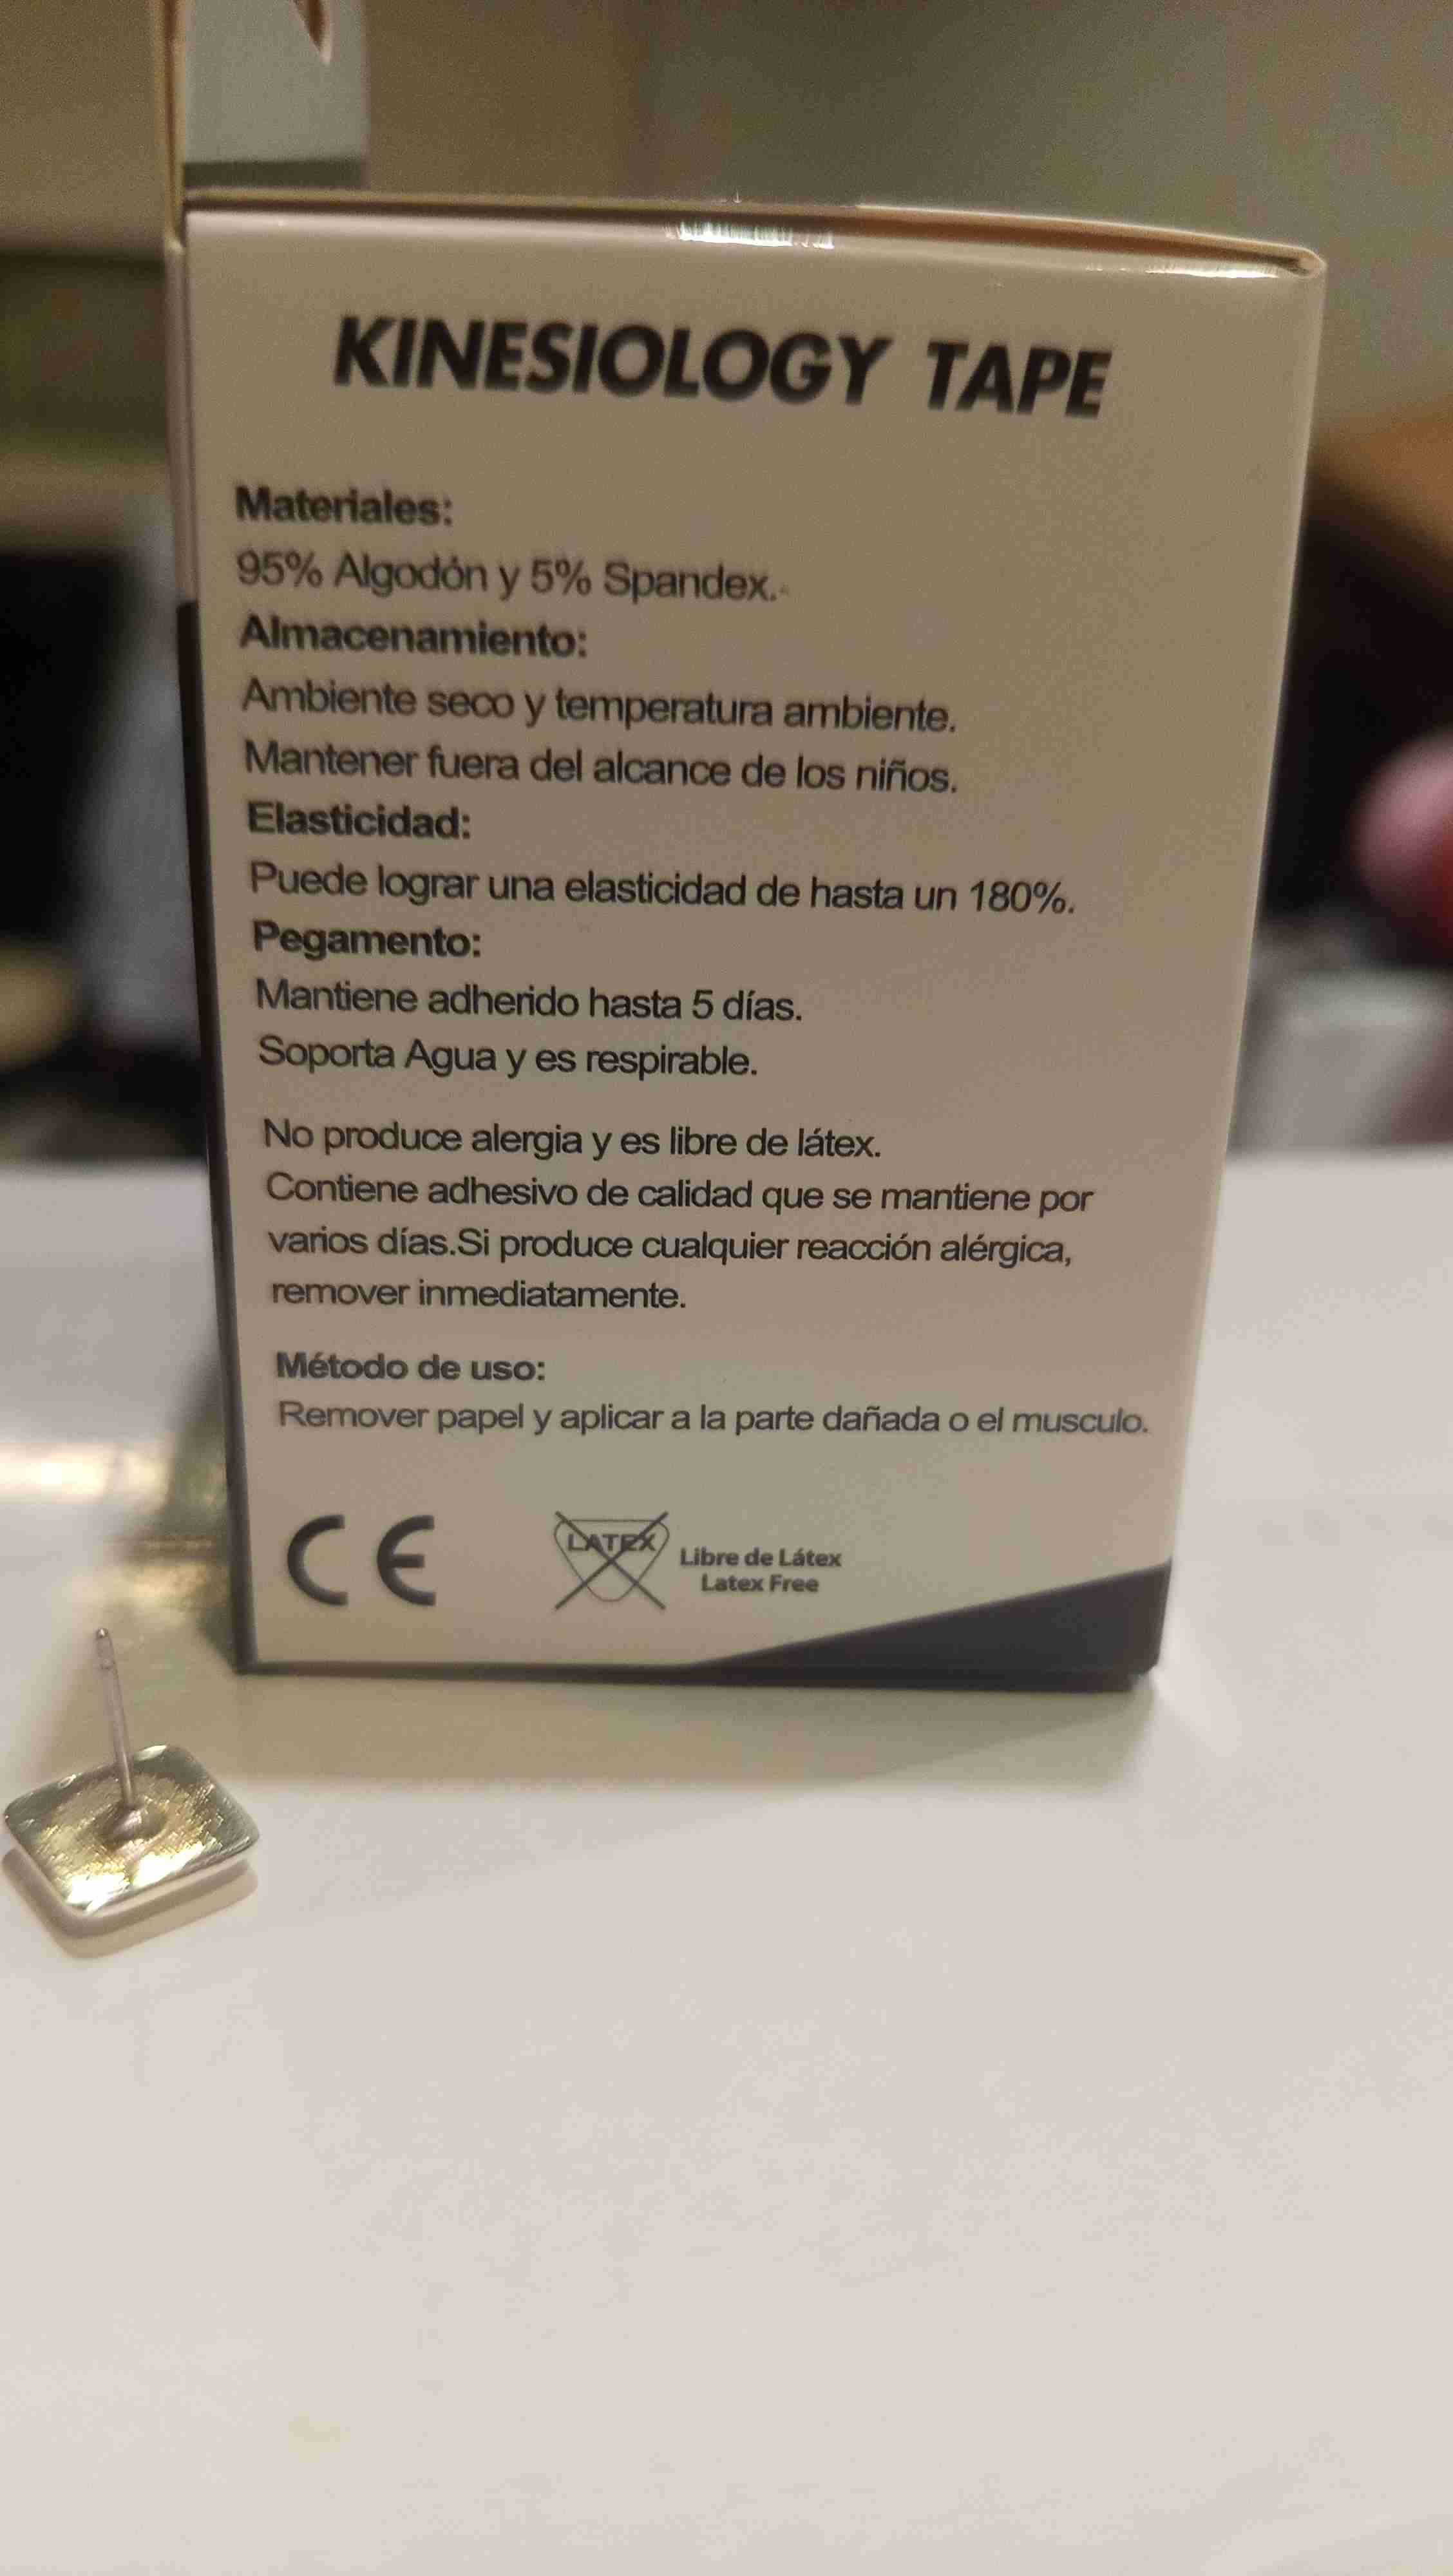 KINESIOLOGY TAPE
Materiales:
95% Algodón y 5% Spandex.
Almacenamiento:
Ambiente seco y temperatura ambiente.
Mantener fuera del alcance de los niños.
Elasticidad:
Puede lograr una elasticidad de hasta un 180%.
Pegamento:
Mantiene adherido hasta 5 días.
Soporta Agua y es respirable.
No produce alergia y es libre de látex.
Contiene adhesivo de calidad que se mantiene por
varios días.Si produce cualquier reacción alérgica,
remover inmediatamente.
Método de uso:
Remover papel y aplicar a la parte dañada o el musculo.
CE
LATEX
Libre de Látex
Latex Free